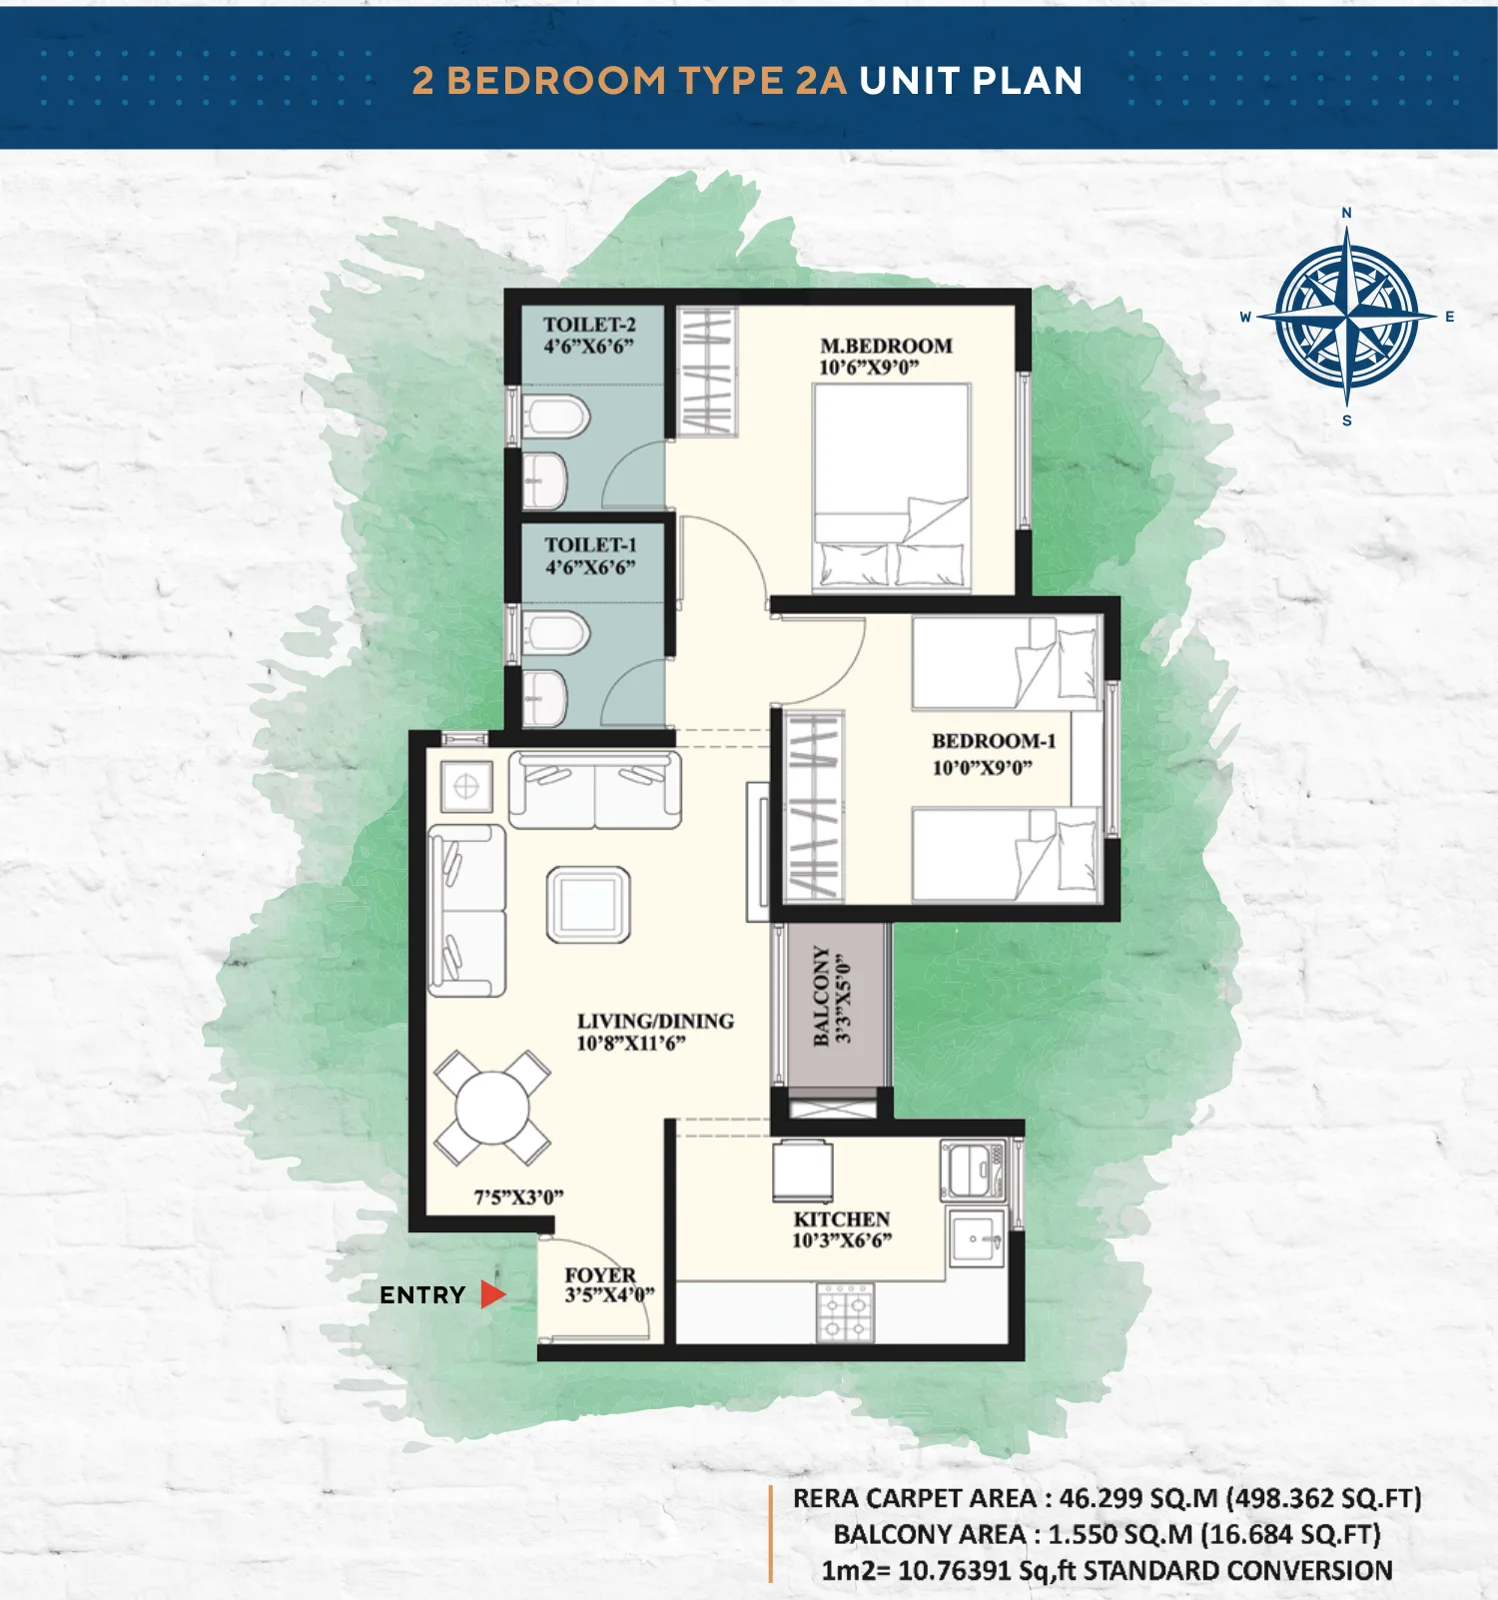 2 BEDROOM TYPE 2A UNIT PLAN
N
W
E
S
TOILET-2
4'6”X6'6”
M.BEDROOM
10'6”X9'0”
TOILET-1
4'6”X6'6”
BEDROOM-1
10'0”X9'0”
BALCONY
3'3”X5'0”
LIVING/DINING
10'8”X11'6”
7'5”X3'0”
KITCHEN
10'3”X6'6”
FOYER
3'5”X4'0”
ENTRY
RERA CARPET AREA : 46.299 SQ.M (498.362 SQ.FT)
BALCONY AREA : 1.550 SQ.M (16.684 SQ.FT)
1m2= 10.76391 Sq,ft STANDARD CONVERSION